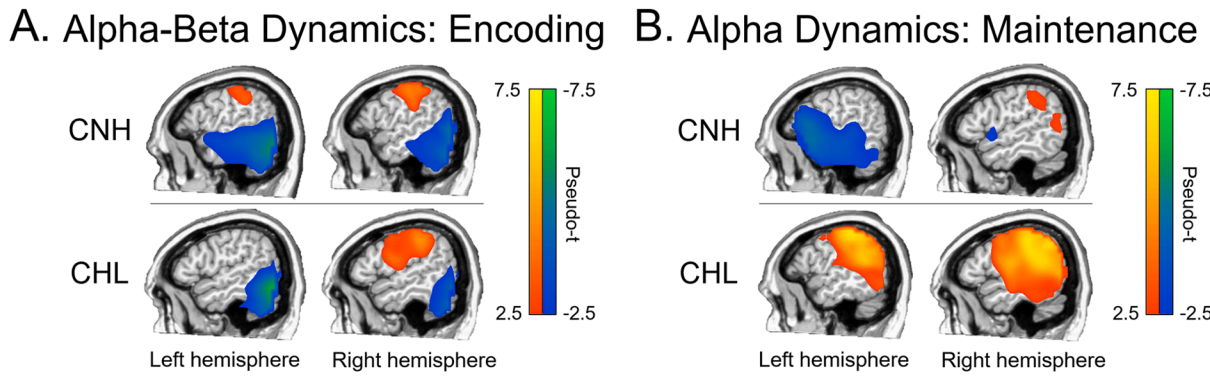 A. Alpha-Beta Dynamics: Encoding
CNH
7.5
-7.5
Pseudo-t
CHL
2.5
-2.5
Left hemisphere
Right hemisphere
B. Alpha Dynamics: Maintenance
CNH
7.5
-7.5
Pseudo-t
CHL
2.5
-2.5
Left hemisphere
Right hemisphere